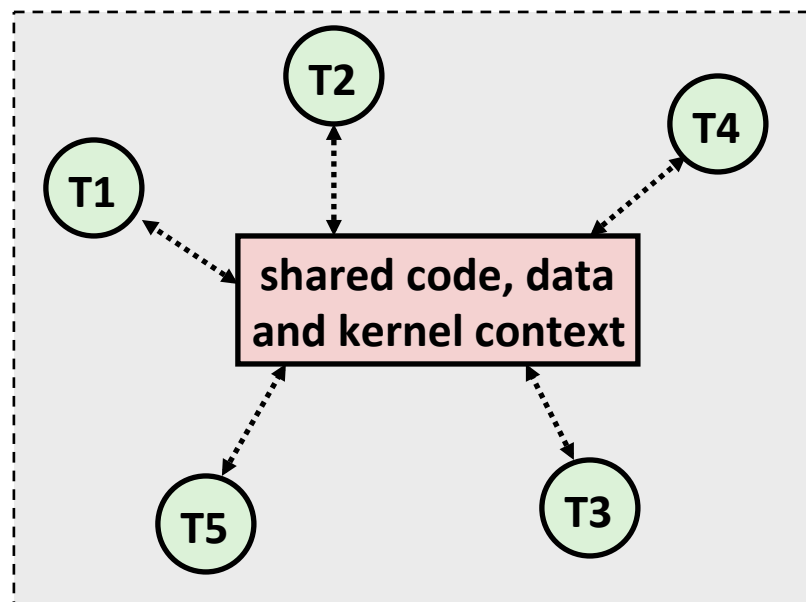 T2
T4
T1
shared code, data
and kernel context
T5
T3